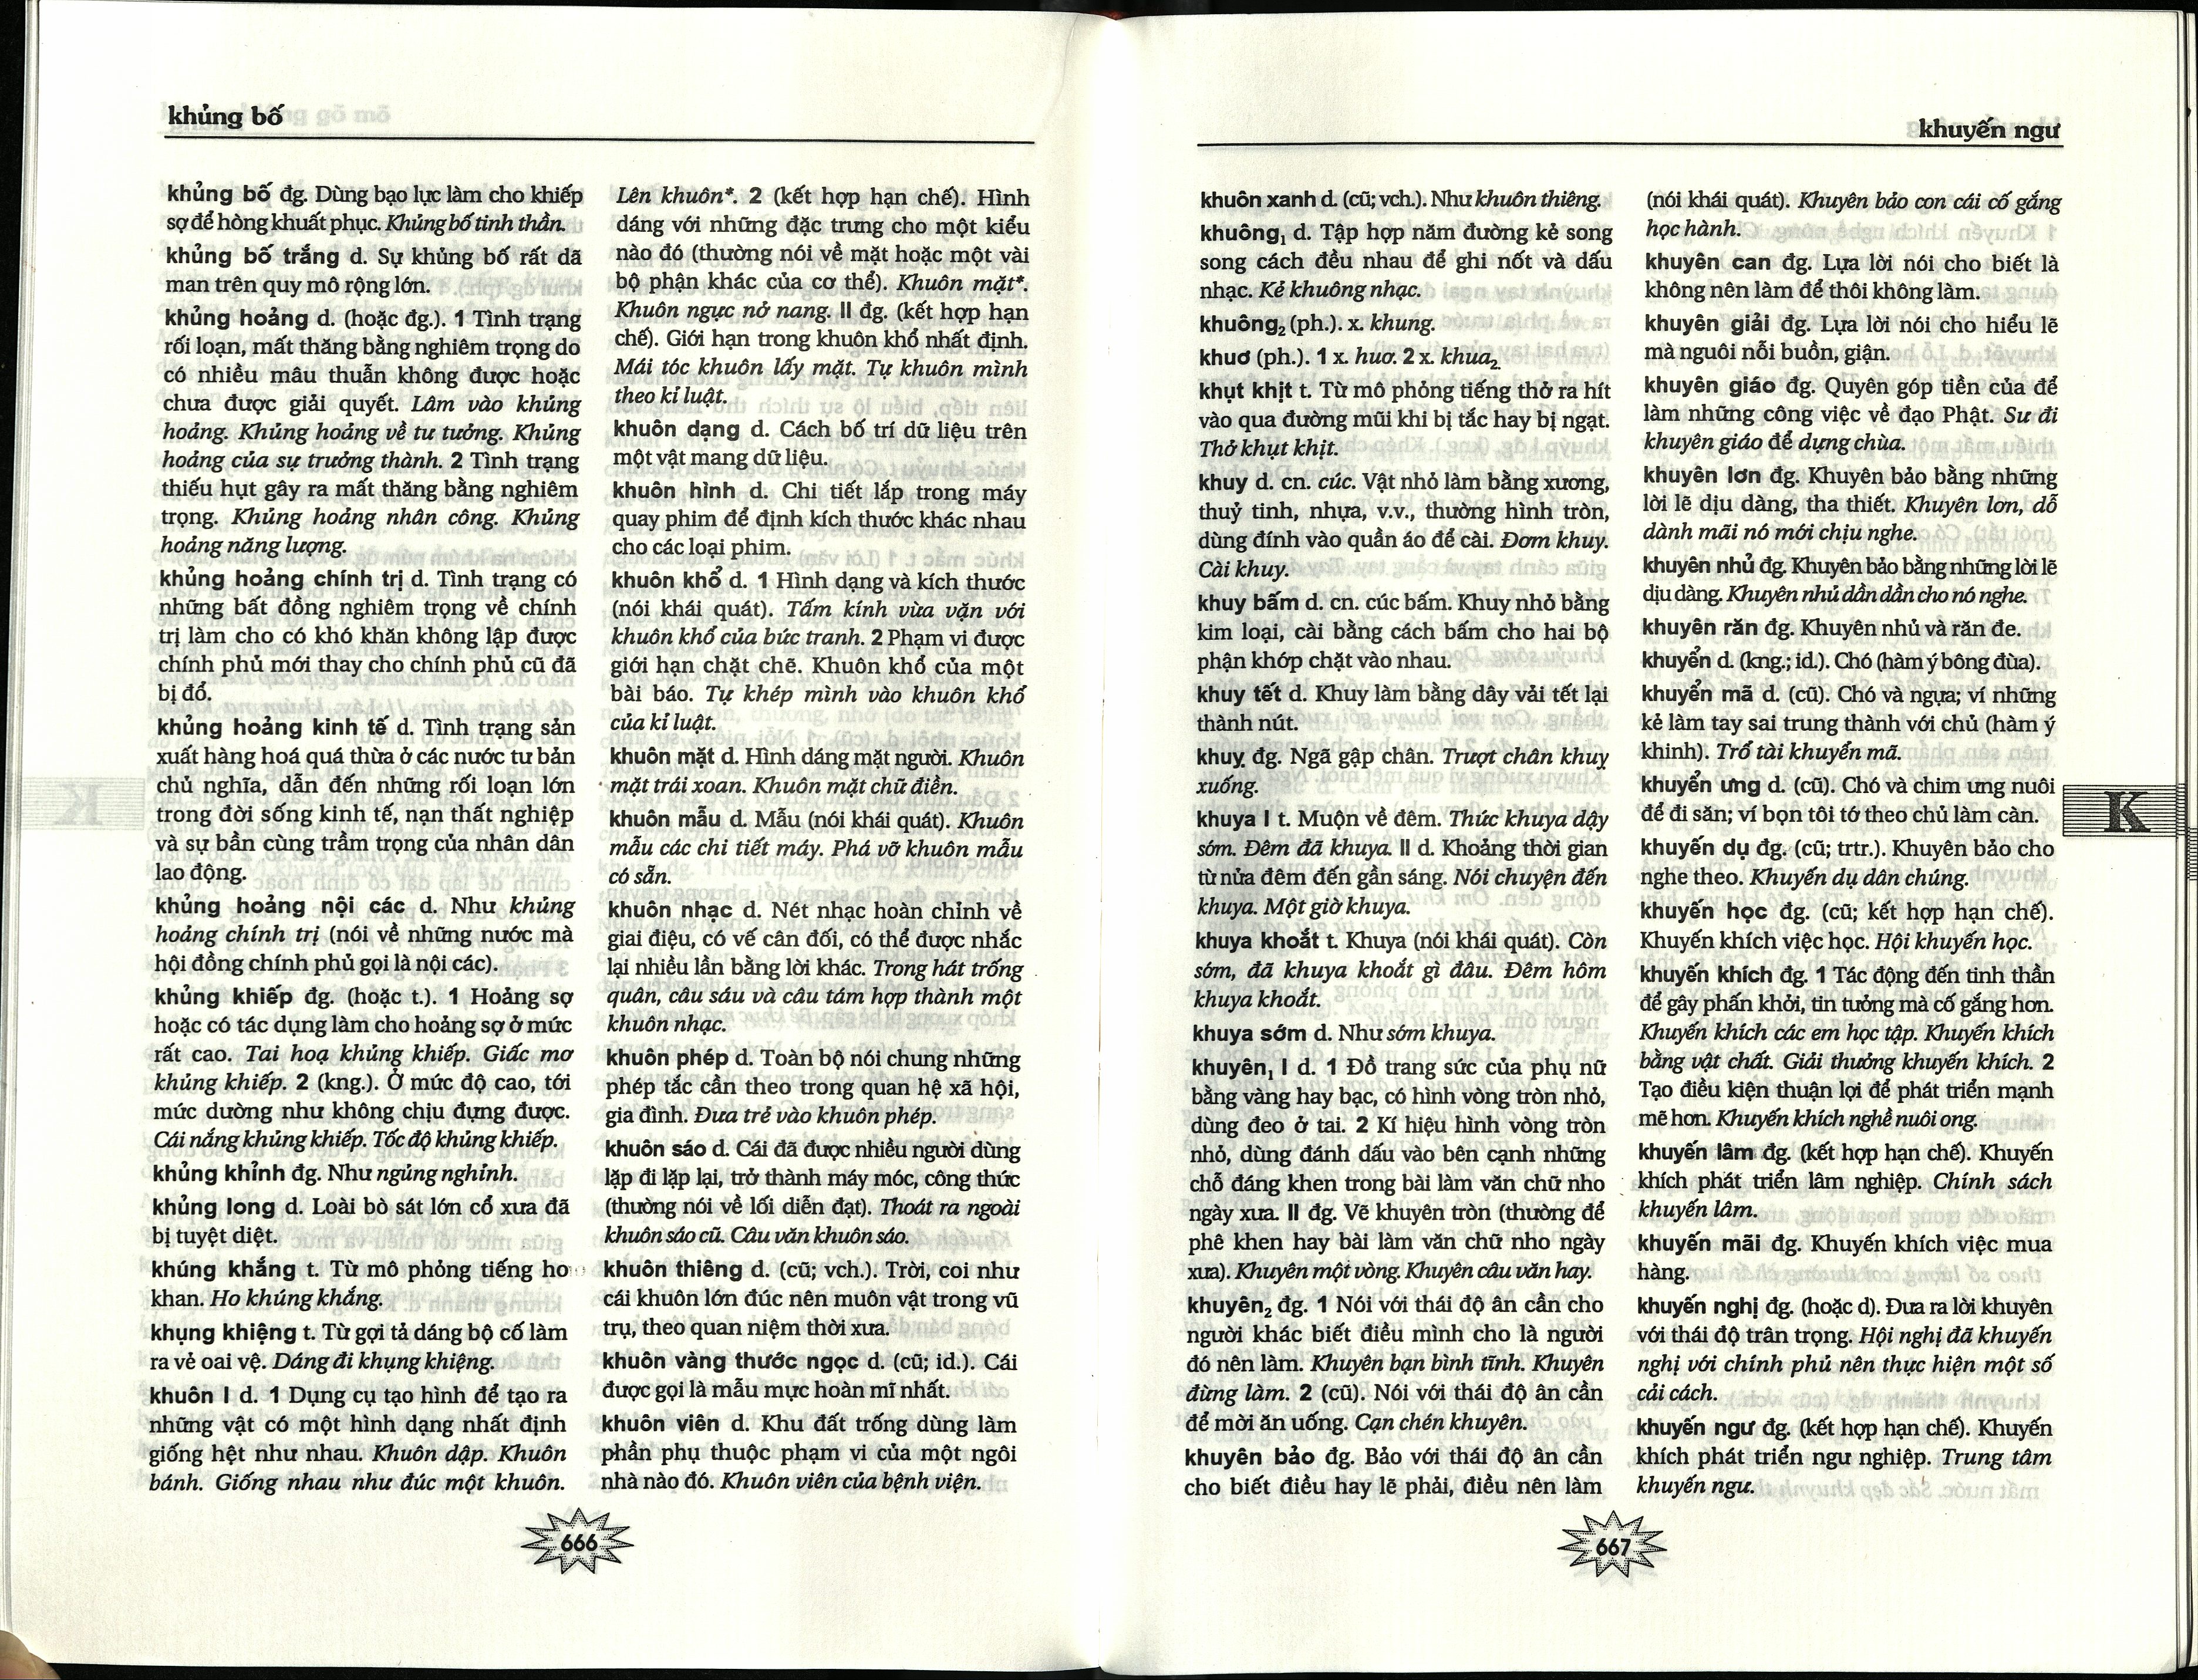 khủng bố
khủng bố đg. Dùng bạo lực làm cho khiếp
sợ để hòng khuất phục. Khủng bố tinh thần.
khủng bố trắng d. Sự khủng bố rất dã
man trên quy mô rộng lớn.
khủng hoảng d. (hoặc đg.). 1 Tình trạng
rối loạn, mất thăng bằng nghiêm trọng do
có nhiều mâu thuẫn không được hoặc
chưa được giải quyết. Lâm vào khủng
hoảng. Khủng hoảng về tư tưởng. Khủng
hoảng của sự trưởng thành. 2 Tình trạng
thiếu hụt gây ra mất thăng bằng nghiêm
trọng. Khủng hoảng nhân công. Khủng
hoảng năng lượng.
khủng hoảng chính trị d. Tình trạng có
những bất đồng nghiêm trọng về chính
trị làm cho có khó khăn không lập được
chính phủ mới thay cho chính phủ cũ đã
bị đổ.
khủng hoảng kinh tế d. Tình trạng sản
xuất hàng hoá quá thừa ở các nước tư bản
chủ nghĩa, dẫn đến những rối loạn lớn
trong đời sống kinh tế, nạn thất nghiệp
và sự bần cùng trầm trọng của nhân dân
lao động.
khủng hoảng nội các d. Như khủng
hoảng chính trị (nói về những nước mà
hội đồng chính phủ gọi là nội các).
khủng khiếp đg. (hoặc t.). 1 Hoảng sợ
hoặc có tác dụng làm cho hoảng sợ ở mức
rất cao. Tai hoạ khủng khiếp. Giấc mơ
khủng khiếp. 2 (kng.). Ở mức độ cao, tới
mức dường như không chịu đựng được.
Cái nắng khủng khiếp. Tốc độ khủng khiếp.
khủng khỉnh đg. Như ngủng nghỉnh.
khủng long d. Loài bò sát lớn cổ xưa đã
bị tuyệt diệt.
khúng khắng t. Từ mô phỏng tiếng ho
khan. Ho khúng khắng.
khụng khiệng t. Từ gợi tả dáng bộ cố làm
ra vẻ oai vệ. Dáng đi khụng khiệng.
khuôn I d. 1 Dụng cụ tạo hình để tạo ra
những vật có một hình dạng nhất định
giống hệt như nhau. Khuôn dập. Khuôn
bánh. Giống nhau như đúc một khuôn.
Lên khuôn*. 2 (kết hợp hạn chế). Hình
dáng với những đặc trưng cho một kiểu
nào đó (thường nói về mặt hoặc một vài
bộ phận khác của cơ thể). Khuôn mặt*.
Khuôn ngực nở nang. II đg. (kết hợp hạn
chế). Giới hạn trong khuôn khổ nhất định.
Mái tóc khuôn lấy mặt. Tự khuôn mình
theo kỉ luật.
khuôn dạng d. Cách bố trí dữ liệu trên
một vật mang dữ liệu.
khuôn hình d. Chi tiết lắp trong máy
quay phim để định kích thước khác nhau
cho các loại phim.
khuôn khổ d. 1 Hình dạng và kích thước
(nói khái quát). Tấm kính vừa vặn với
khuôn khổ của bức tranh. 2 Phạm vi được
giới hạn chặt chẽ. Khuôn khổ của một
bài báo. Tự khép mình vào khuôn khổ
của kỉ luật.
khuôn mặt d. Hình dáng mặt người. Khuôn
mặt trái xoan. Khuôn mặt chữ điền.
khuôn mẫu d. Mẫu (nói khái quát). Khuôn
mẫu các chi tiết máy. Phá vỡ khuôn mẫu
có sẵn.
khuôn nhạc d. Nét nhạc hoàn chỉnh về
giai điệu, có vế cân đối, có thể được nhắc
lại nhiều lần bằng lời khác. Trong hát trống
quân, câu sáu và câu tám hợp thành một
khuôn nhạc.
khuôn phép d. Toàn bộ nói chung những
phép tắc cần theo trong quan hệ xã hội,
gia đình. Đưa trẻ vào khuôn phép.
khuôn sáo d. Cái đã được nhiều người dùng
lặp đi lặp lại, trở thành máy móc, công thức
(thường nói về lối diễn đạt). Thoát ra ngoài
khuôn sáo cũ. Câu văn khuôn sáo.
khuôn thiêng d. (cũ; vch.). Trời, coi như
cái khuôn lớn đúc nên muôn vật trong vũ
trụ, theo quan niệm thời xưa.
khuôn vàng thước ngọc d. (cũ; id.). Cái
được gọi là mẫu mực hoàn mĩ nhất.
khuôn viên d. Khu đất trống dùng làm
phần phụ thuộc phạm vi của một ngôi
nhà nào đó. Khuôn viên của bệnh viện.
666
khuyến ngư
khuôn xanh d. (cũ; vch.). Như khuôn thiêng.
khuông₁ d. Tập hợp năm đường kẻ song
song cách đều nhau để ghi nốt và dấu
nhạc. Kẻ khuông nhạc.
khuông₂ (ph.). x. khung.
khuơ (ph.). 1 x. huơ. 2 x. khua₂.
khụt khịt t. Từ mô phỏng tiếng thở ra hít
vào qua đường mũi khi bị tắc hay bị ngạt.
Thở khụt khịt.
khuy d. cn. cúc. Vật nhỏ làm bằng xương,
thuỷ tinh, nhựa, v.v., thường hình tròn,
dùng đính vào quần áo để cài. Đơm khuy.
Cài khuy.
khuy bấm d. cn. cúc bấm. Khuy nhỏ bằng
kim loại, cài bằng cách bấm cho hai bộ
phận khớp chặt vào nhau.
khuy tết d. Khuy làm bằng dây vải tết lại
thành nút.
khuỵ đg. Ngã gập chân. Trượt chân khuỵ
xuống.
khuya I t. Muộn về đêm. Thức khuya dậy
sớm. Đêm đã khuya. II d. Khoảng thời gian
từ nửa đêm đến gần sáng. Nói chuyện đến
khuya. Một giờ khuya.
khuya khoắt t. Khuya (nói khái quát). Còn
sớm, đã khuya khoắt gì đâu. Đêm hôm
khuya khoắt.
khuya sớm d. Như sớm khuya.
khuyên₁ I d. 1 Đồ trang sức của phụ nữ
bằng vàng hay bạc, có hình vòng tròn nhỏ,
dùng đeo ở tai. 2 Kí hiệu hình vòng tròn
nhỏ, dùng đánh dấu vào bên cạnh những
chỗ đáng khen trong bài làm văn chữ nho
ngày xưa. II đg. Vẽ khuyên tròn (thường để
phê khen hay bài làm văn chữ nho ngày
xưa). Khuyên một vòng. Khuyên câu văn hay.
khuyên₂ đg. 1 Nói với thái độ ân cần cho
người khác biết điều mình cho là người
đó nên làm. Khuyên bạn bình tĩnh. Khuyên
đừng làm. 2 (cũ). Nói với thái độ ân cần
để mời ăn uống. Cạn chén khuyên.
khuyên bảo đg. Bảo với thái độ ân cần
cho biết điều hay lẽ phải, điều nên làm
(nói khái quát). Khuyên bảo con cái cố gắng
học hành.
khuyên can đg. Lựa lời nói cho biết là
không nên làm để thôi không làm.
khuyên giải đg. Lựa lời nói cho hiểu lẽ
mà nguôi nỗi buồn, giận.
khuyên giáo đg. Quyên góp tiền của để
làm những công việc về đạo Phật. Sư đi
khuyên giáo để dựng chùa.
khuyên lơn đg. Khuyên bảo bằng những
lời lẽ dịu dàng, tha thiết. Khuyên lơn, dỗ
dành mãi nó mới chịu nghe.
khuyên nhủ đg. Khuyên bảo bằng những lời lẽ
dịu dàng. Khuyên nhủ dần dần cho nó nghe.
khuyên răn đg. Khuyên nhủ và răn đe.
khuyển d. (kng.; id.). Chó (hàm ý bông đùa).
khuyển mã d. (cũ). Chó và ngựa; ví những
kẻ làm tay sai trung thành với chủ (hàm ý
khinh). Trổ tài khuyển mã.
khuyển ưng d. (cũ). Chó và chim ưng nuôi
để đi săn; ví bọn tôi tớ theo chủ làm càn.
khuyến dụ đg. (cũ; trtr.). Khuyên bảo cho
nghe theo. Khuyến dụ dân chúng.
khuyến học đg. (cũ; kết hợp hạn chế).
Khuyến khích việc học. Hội khuyến học.
khuyến khích đg. 1 Tác động đến tinh thần
để gây phấn khởi, tin tưởng mà cố gắng hơn.
Khuyến khích các em học tập. Khuyến khích
bằng vật chất. Giải thưởng khuyến khích. 2
Tạo điều kiện thuận lợi để phát triển mạnh
mẽ hơn. Khuyến khích nghề nuôi ong.
khuyến lâm đg. (kết hợp hạn chế). Khuyến
khích phát triển lâm nghiệp. Chính sách
khuyến lâm.
khuyến mãi đg. Khuyến khích việc mua
hàng.
khuyến nghị đg. (hoặc d). Đưa ra lời khuyên
với thái độ trân trọng. Hội nghị đã khuyến
nghị với chính phủ nên thực hiện một số
cải cách.
khuyến ngư đg. (kết hợp hạn chế). Khuyến
khích phát triển ngư nghiệp. Trung tâm
khuyến ngư.
K
667